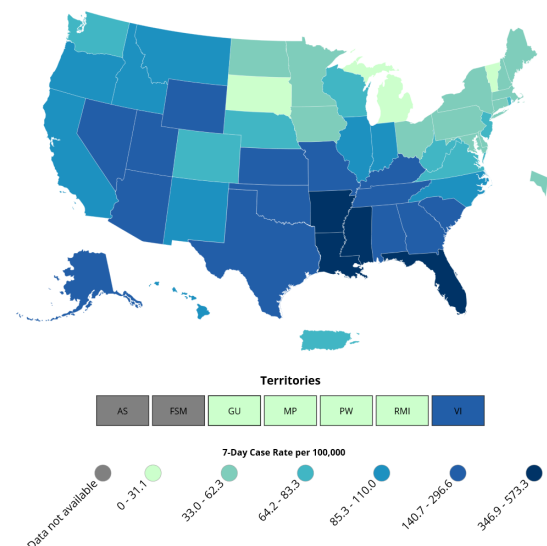 Territories
AS FSM GU MP PW RMI VI
7-Day Case Rate per 100,000
Data not available 0 - 31.1 33.0 - 62.3 64.2 - 83.3 85.3 - 110.0 140.7 - 296.6 346.9 - 573.3